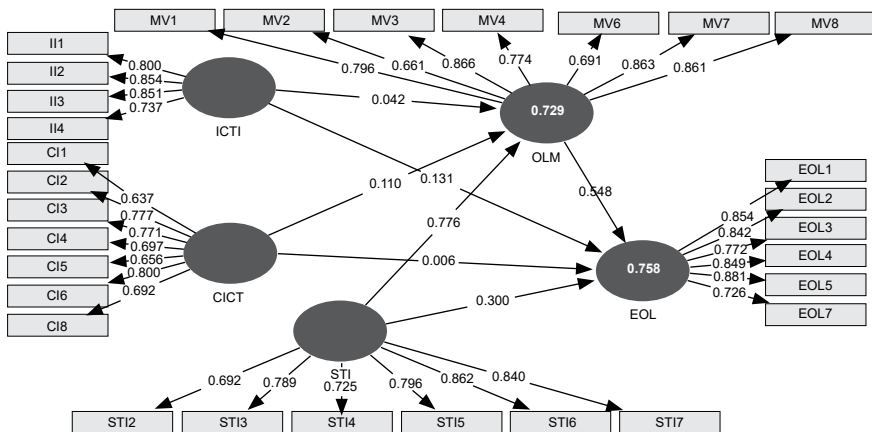 MV1 MV2 MV3 MV4 MV6 MV7 MV8
II1
II2
II3
II4
0.800
0.854
0.851
0.737
ICTI
0.796
0.661
0.866
0.774
0.691
0.863
0.861
0.729
OLM
0.042
0.110
0.131
0.776
0.548
CI1
CI2
CI3
CI4
CI5
CI6
CI8
0.637
0.777
0.771
0.697
0.656
0.800
0.692
CICT
0.006
0.300
0.758
EOL
EOL1
EOL2
EOL3
EOL4
EOL5
EOL7
0.854
0.842
0.772
0.849
0.881
0.726
STI
0.692
0.789
0.725
0.796
0.862
0.840
STI2 STI3 STI4 STI5 STI6 STI7